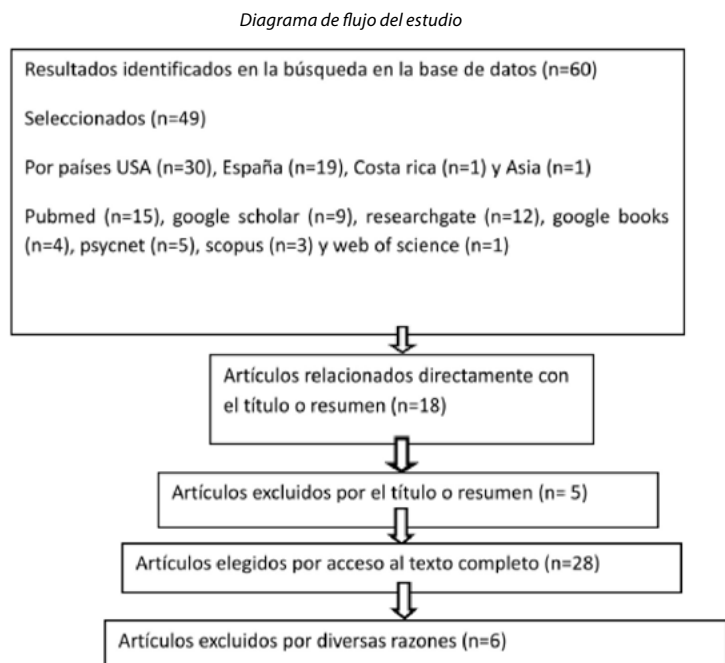 Diagrama de flujo del estudio
Resultados identificados en la búsqueda en la base de datos (n=60)
Seleccionados (n=49)
Por países USA (n=30), España (n=19), Costa rica (n=1) y Asia (n=1)
Pubmed (n=15), google scholar (n=9), researchgate (n=12), google books
(n=4), psycnet (n=5), scopus (n=3) y web of science (n=1)
Artículos relacionados directamente con
el título o resumen (n=18)
Artículos excluidos por el título o resumen (n= 5)
Artículos elegidos por acceso al texto completo (n=28)
Artículos excluidos por diversas razones (n=6)